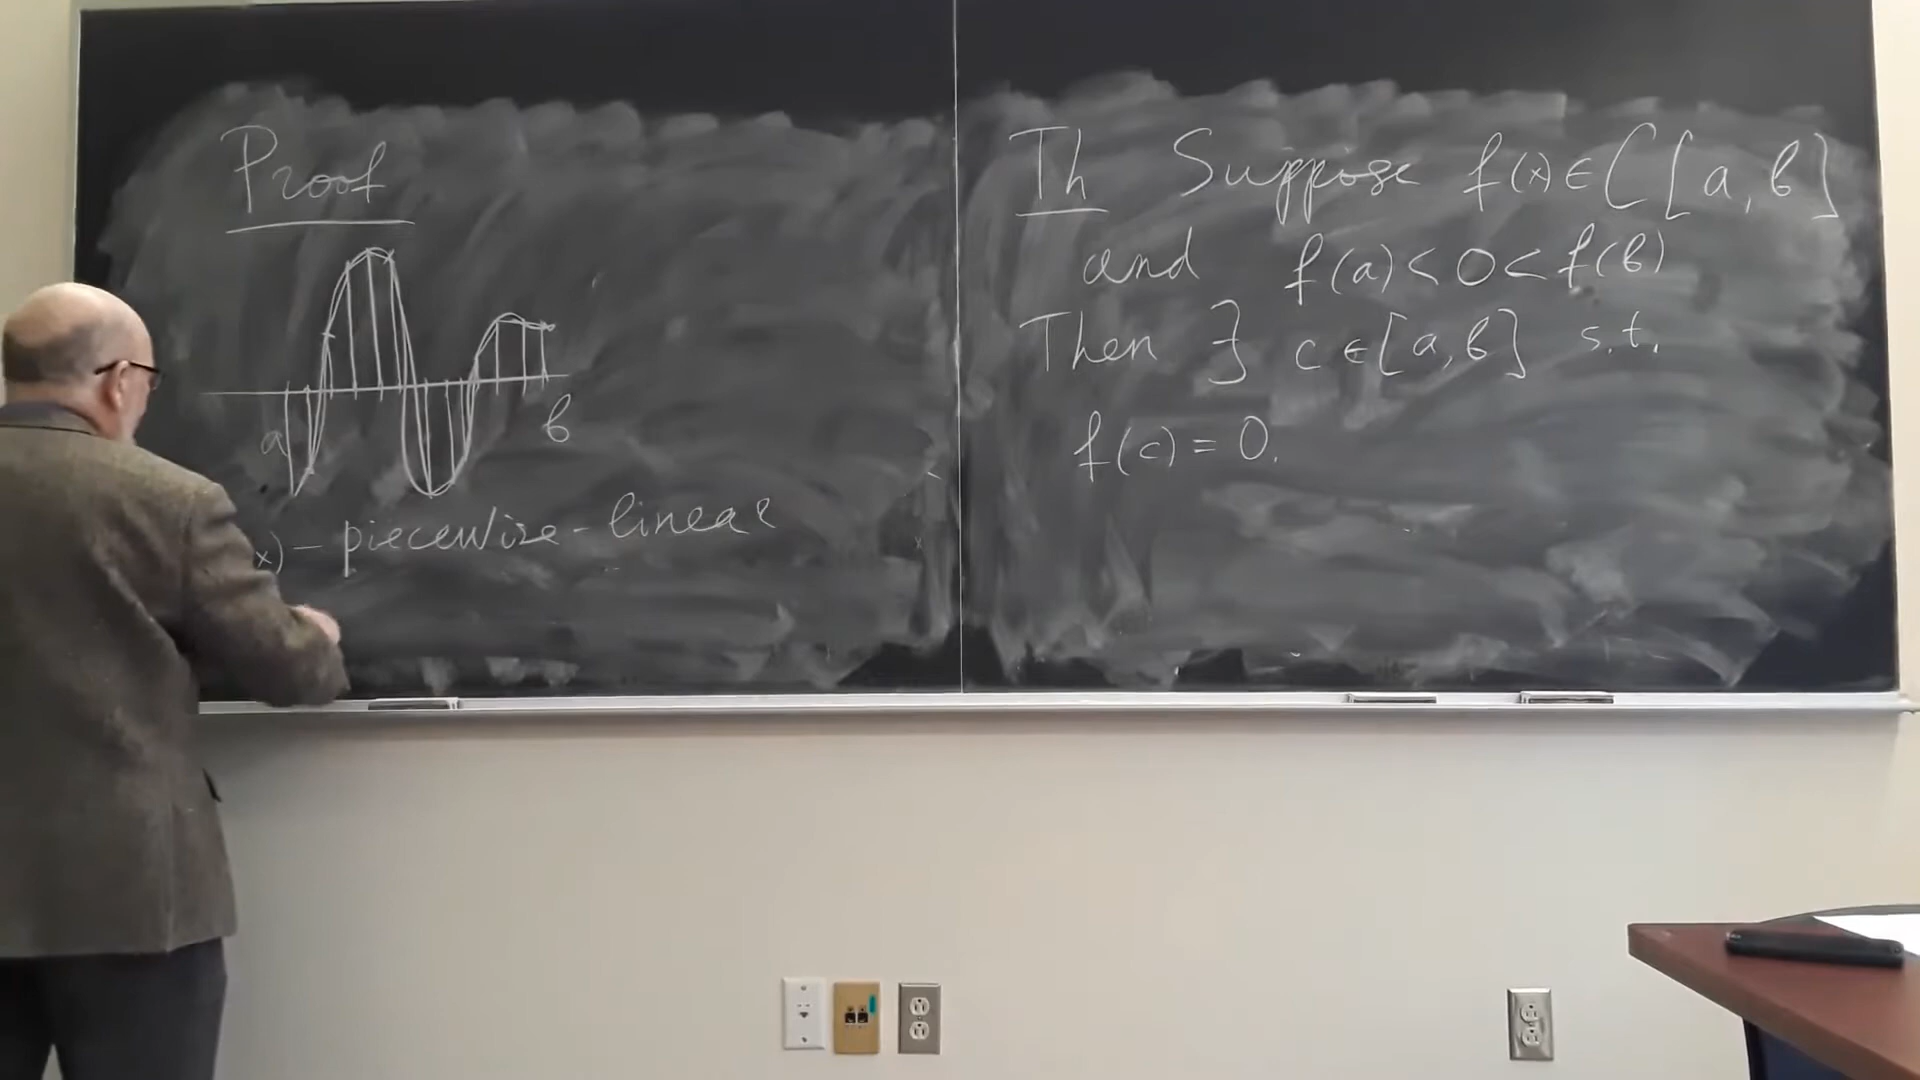 Proof
a
b
x) – piecewise-linear
Th Suppose f(x)∈C[a,b]
and f(a)<0<f(b)
Then ∃ c∈[a,b] s.t.
f(c)=0.